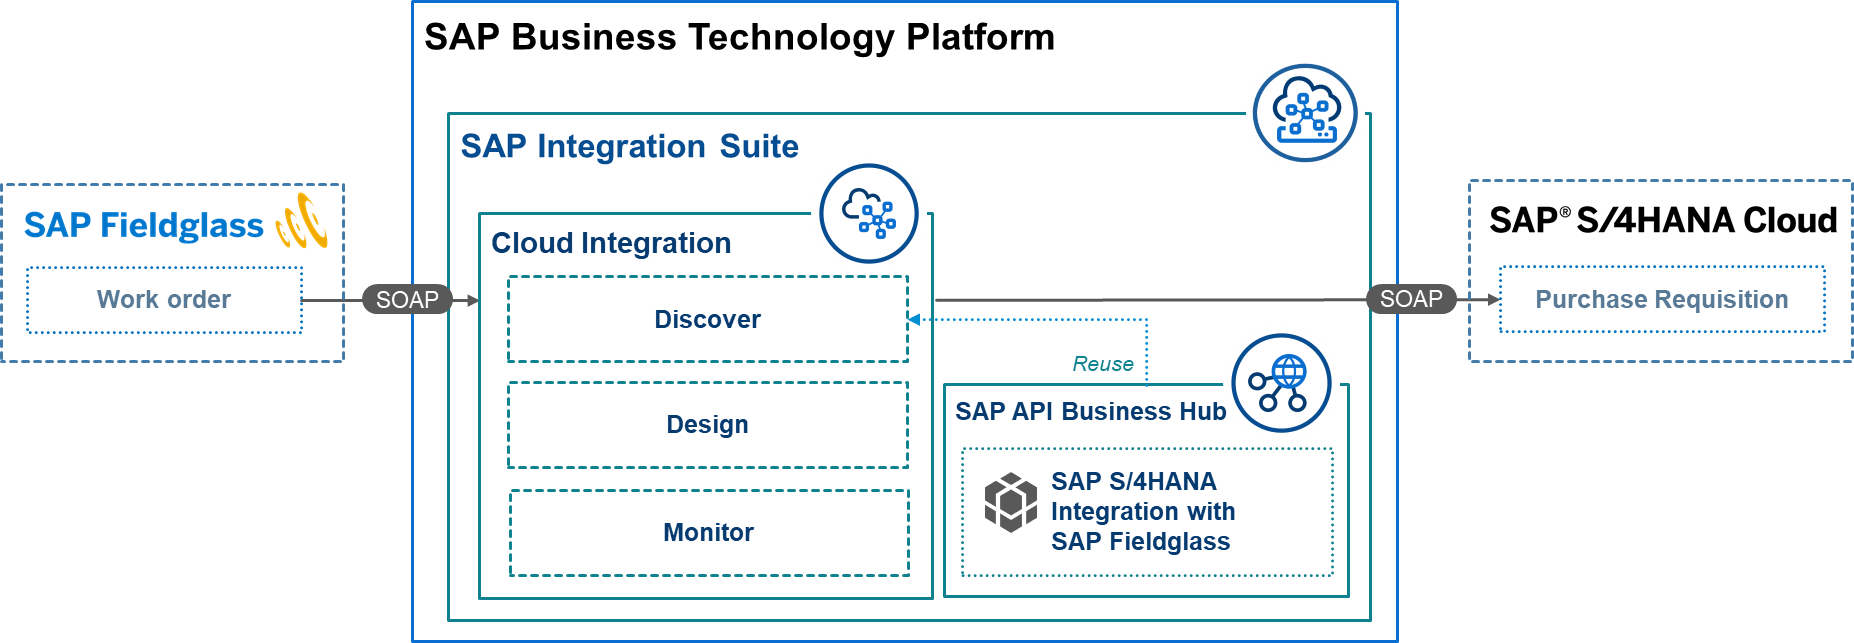 SAP Business Technology Platform
SAP Integration Suite
SAP Fieldglass
Work order
SOAP
Cloud Integration
Discover
Design
Monitor
Reuse
SAP API Business Hub
SAP S/4HANA
Integration with
SAP Fieldglass
SOAP
SAP® S/4HANA Cloud
Purchase Requisition